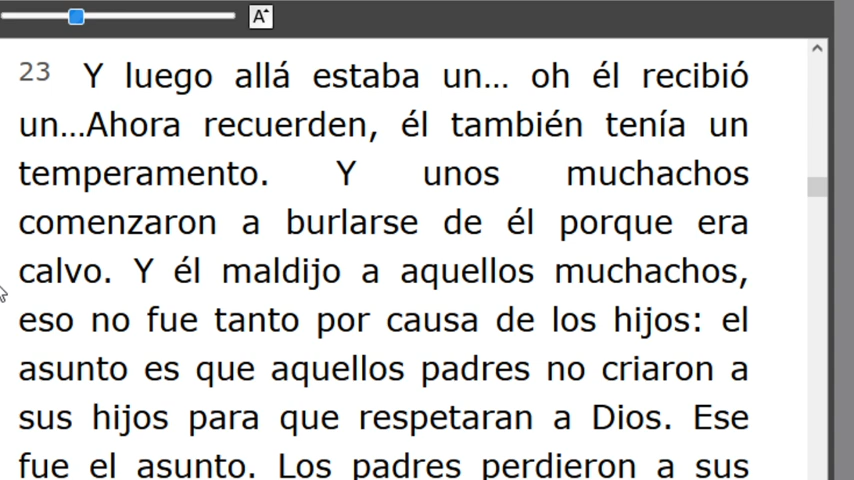 A
23 Y luego allá estaba un... oh él recibió
un...Ahora recuerden, él también tenía un
temperamento. Y unos muchachos
comenzaron a burlarse de él porque era
calvo. Y él maldijo a aquellos muchachos,
eso no fue tanto por causa de los hijos: el
asunto es que aquellos padres no criaron a
sus hijos para que respetaran a Dios. Ese
fue el asunto. Los padres perdieron a sus